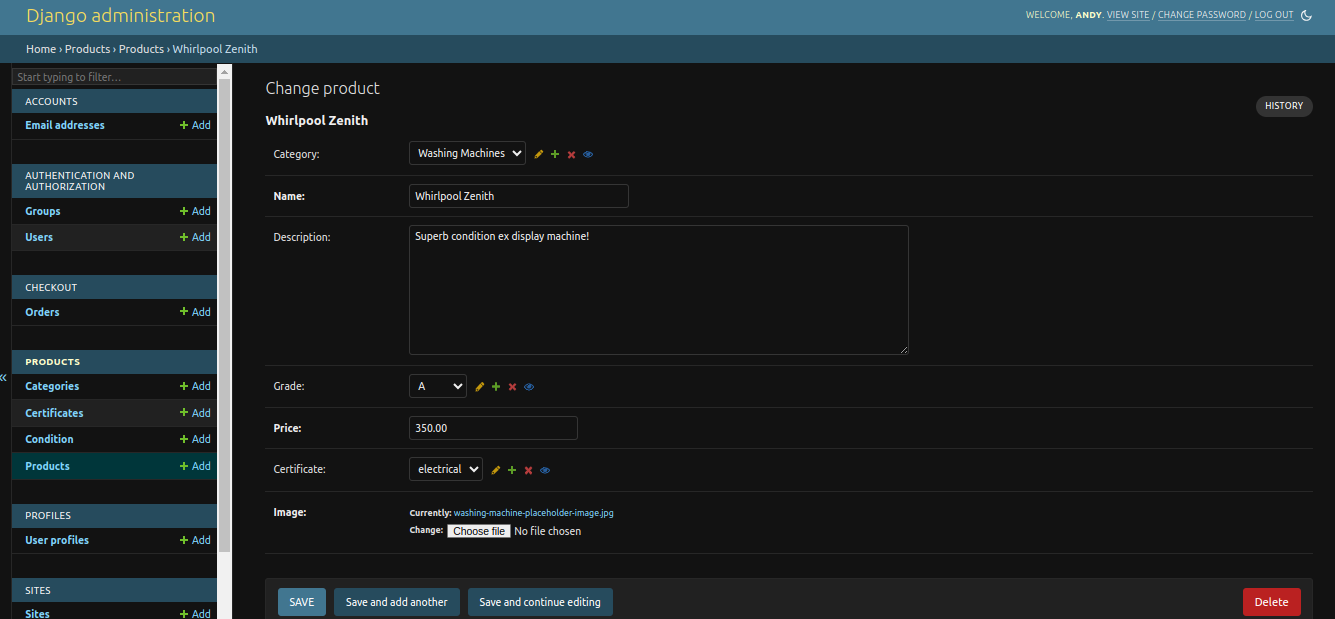 Django administration
WELCOME, ANDY. VIEW SITE / CHANGE PASSWORD / LOG OUT
Home › Products › Products › Whirlpool Zenith
Start typing to filter...
ACCOUNTS
Email addresses + Add
AUTHENTICATION AND
AUTHORIZATION
Groups + Add
Users + Add
CHECKOUT
Orders + Add
PRODUCTS
Categories + Add
Certificates + Add
Condition + Add
Products + Add
PROFILES
User profiles + Add
SITES
Sites + Add
«
Change product
HISTORY
Whirlpool Zenith
Category: Washing Machines
Name: Whirlpool Zenith
Description: Superb condition ex display machine!
Grade: A
Price: 350.00
Certificate: electrical
Image: Currently: washing-machine-placeholder-image.jpg
Change: Choose file No file chosen
SAVE Save and add another Save and continue editing Delete